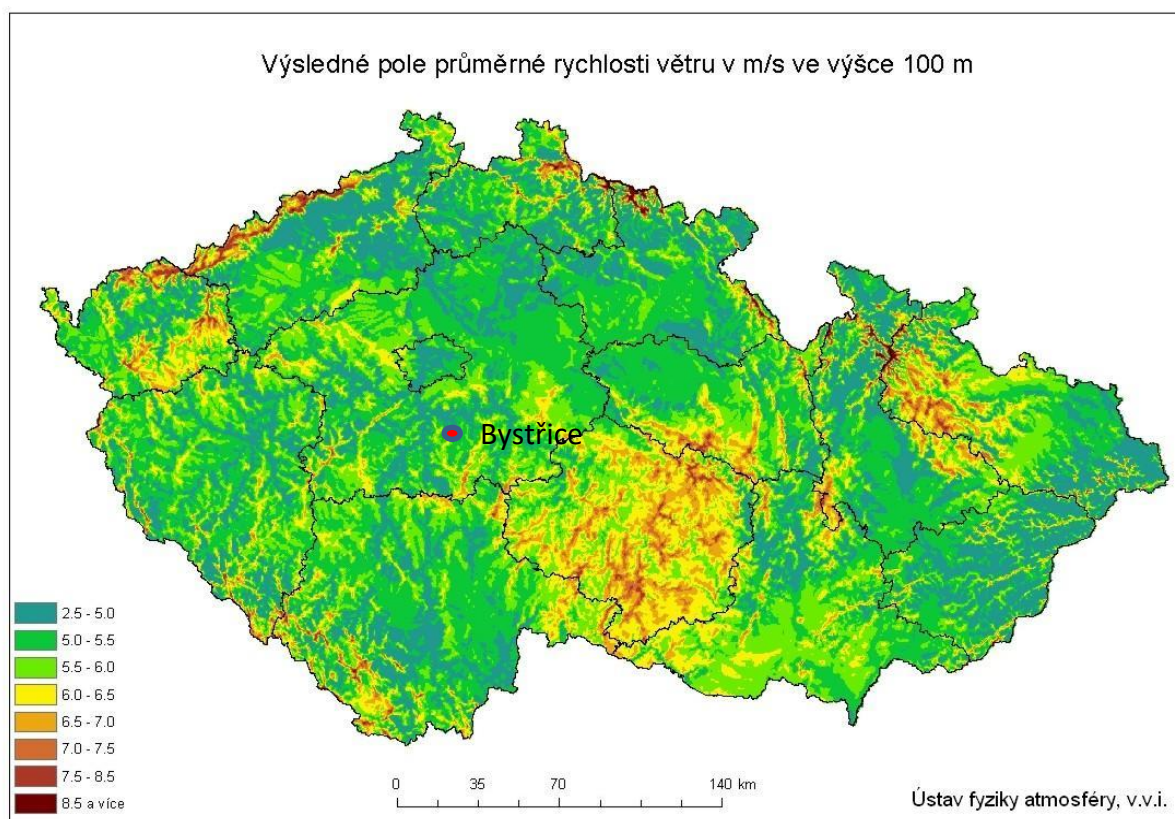 Výsledné pole průměrné rychlosti větru v m/s ve výšce 100 m
Bystřice
2.5 - 5.0
5.0 - 5.5
5.5 - 6.0
6.0 - 6.5
6.5 - 7.0
7.0 - 7.5
7.5 - 8.5
8.5 a více
0 35 70 140 km
Ústav fyziky atmosféry, v.v.i.